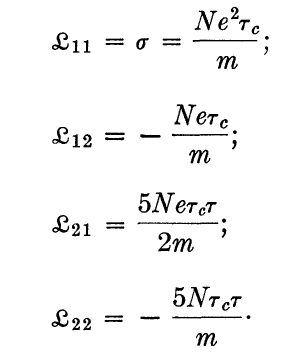 ℒ₁₁ = σ = Ne²τ_c / m ;
ℒ₁₂ = − Neτ_c / m ;
ℒ₂₁ = 5Neτ_cτ / 2m ;
ℒ₂₂ = − 5Nτ_cτ / m .